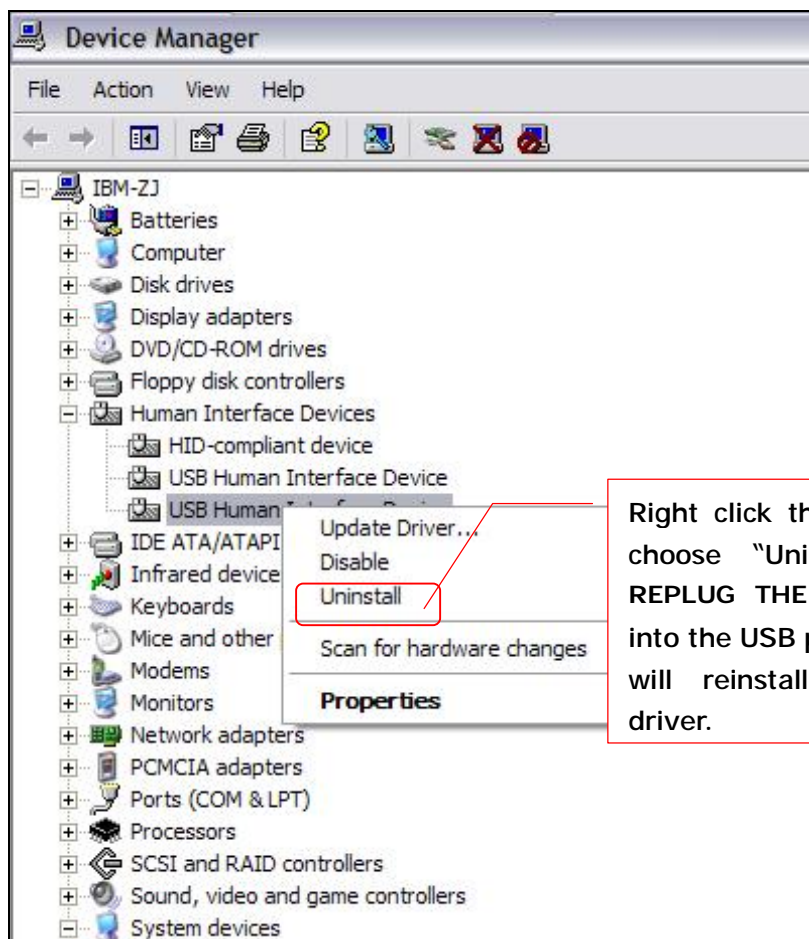 Device Manager
File Action View Help
IBM-ZJ
Batteries
Computer
Disk drives
Display adapters
DVD/CD-ROM drives
Floppy disk controllers
Human Interface Devices
HID-compliant device
USB Human Interface Device
USB Human
IDE ATA/ATAPI
Infrared device
Keyboards
Mice and other
Modems
Monitors
Network adapters
PCMCIA adapters
Ports (COM & LPT)
Processors
SCSI and RAID controllers
Sound, video and game controllers
System devices
Update Driver...
Disable
Uninstall
Scan for hardware changes
Properties
Right click
choose
REPLUG THE
into the USB
will reinstall
driver.